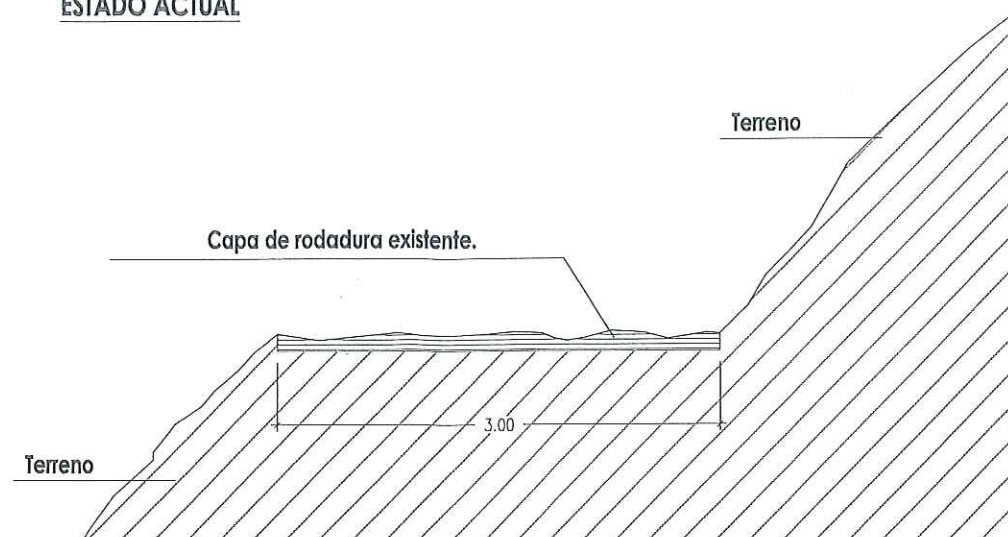 ESTADO ACTUAL
Terreno
Capa de rodadura existente.
3.00
Terreno